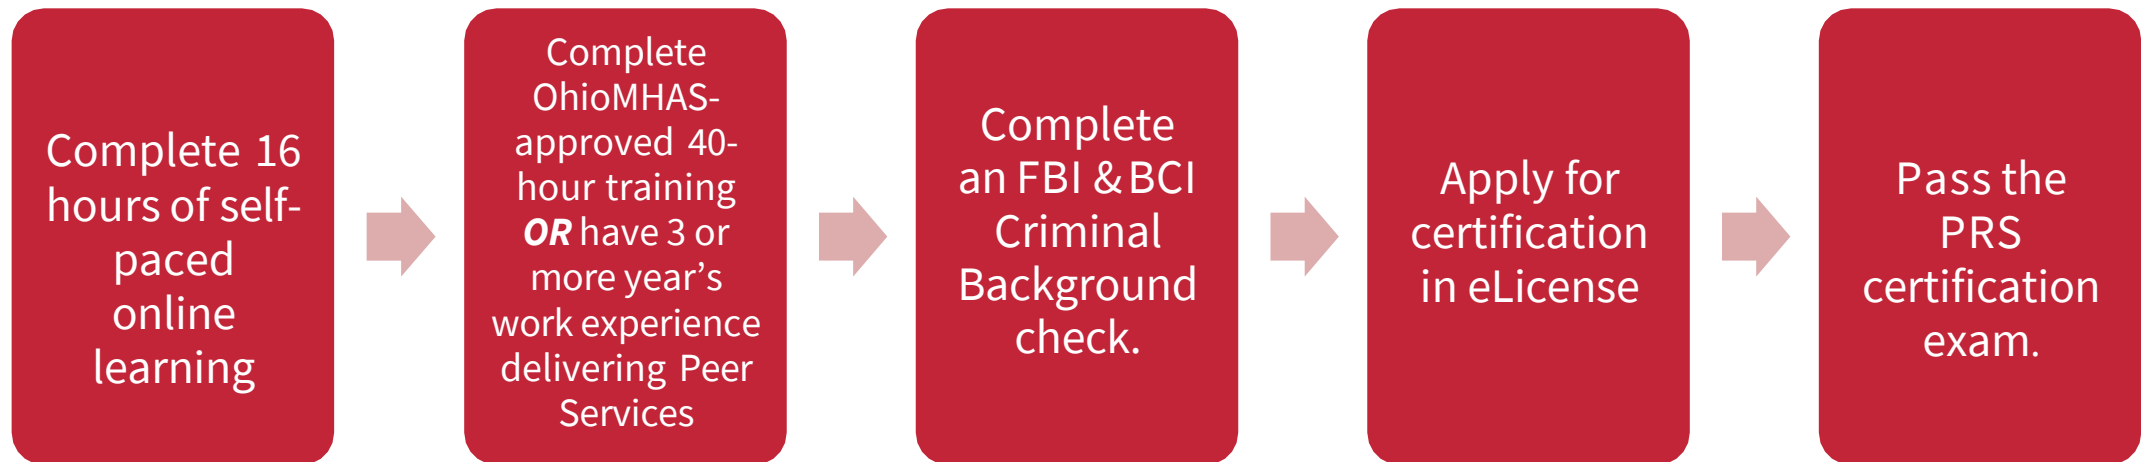 Complete 16
hours of self-
paced
online
learning
Complete
OhioMHAS-
approved 40-
hour training
OR have 3 or
more year’s
work experience
delivering Peer
Services
Complete
an FBI & BCI
Criminal
Background
check.
Apply for
certification
in eLicense
Pass the
PRS
certification
exam.